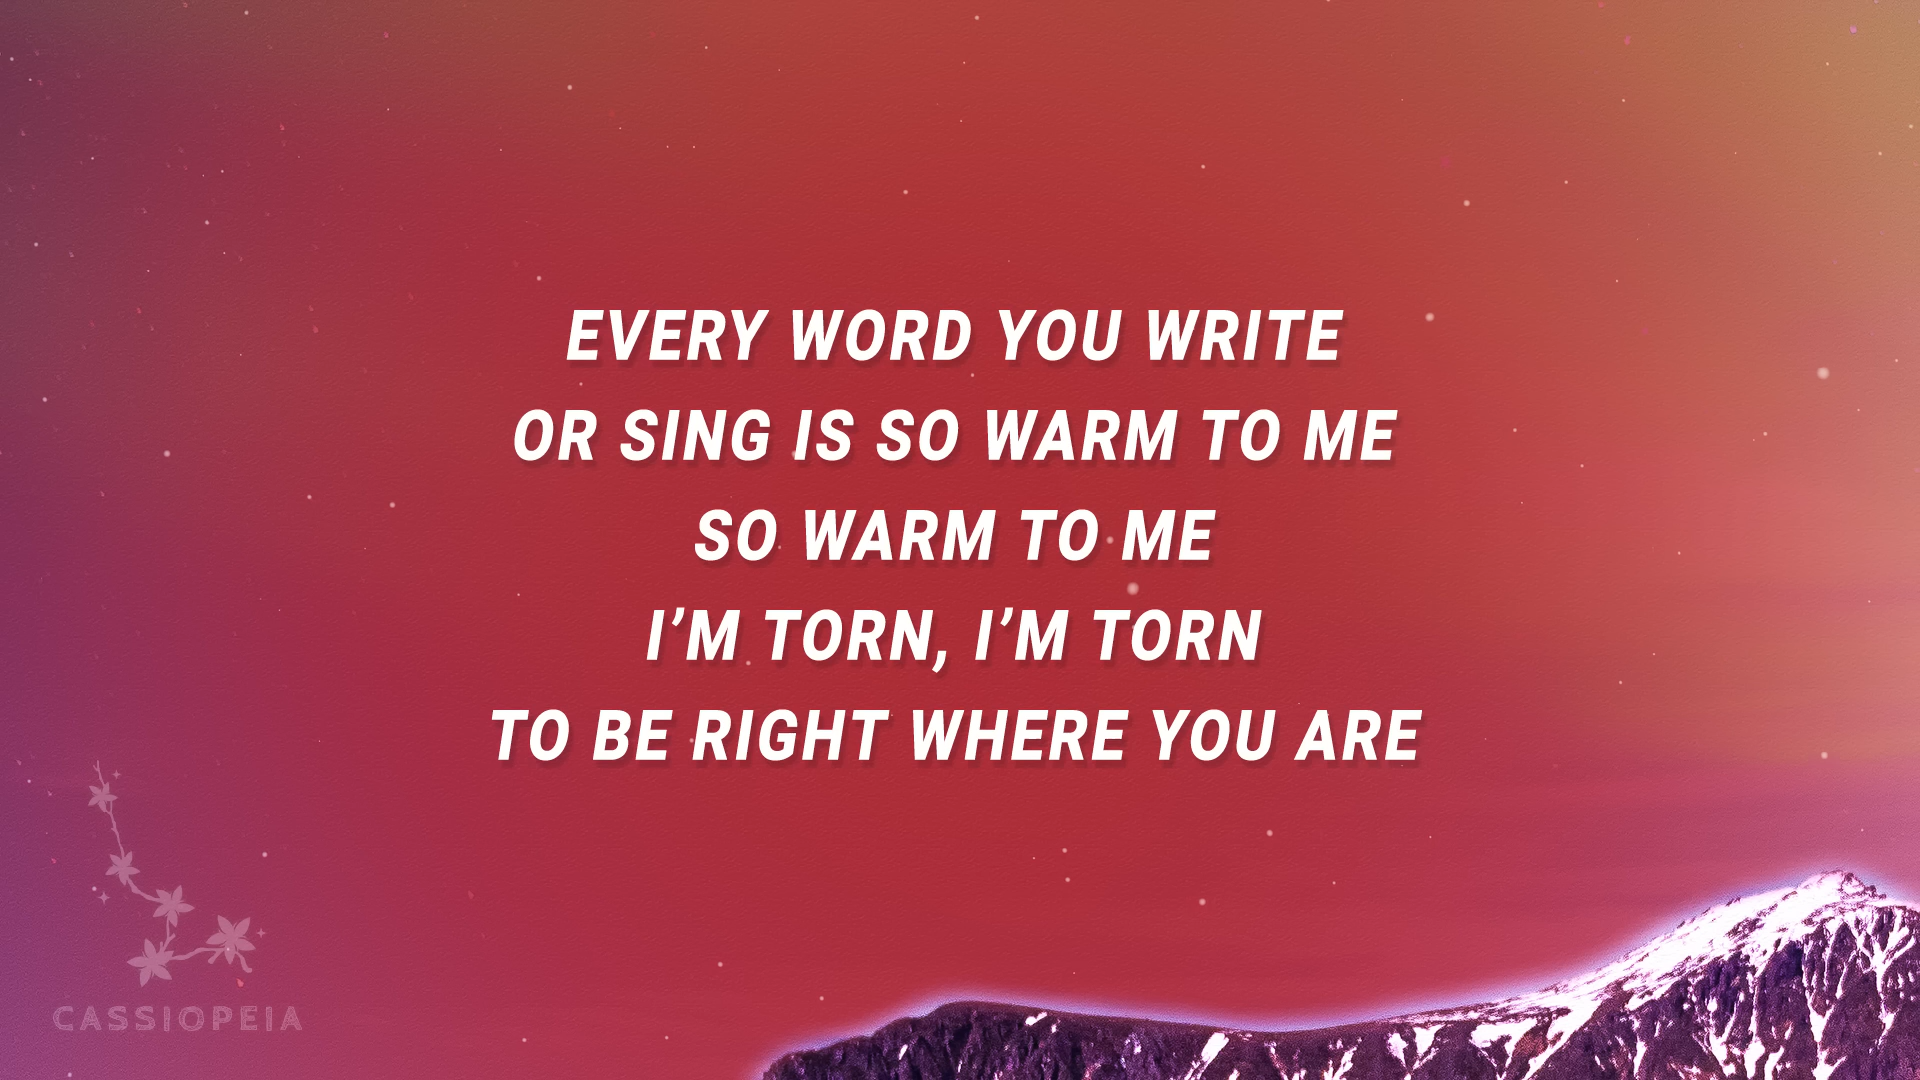 EVERY WORD YOU WRITE
OR SING IS SO WARM TO ME
SO WARM TO ME
I’M TORN, I’M TORN
TO BE RIGHT WHERE YOU ARE
CASSIOPEIA